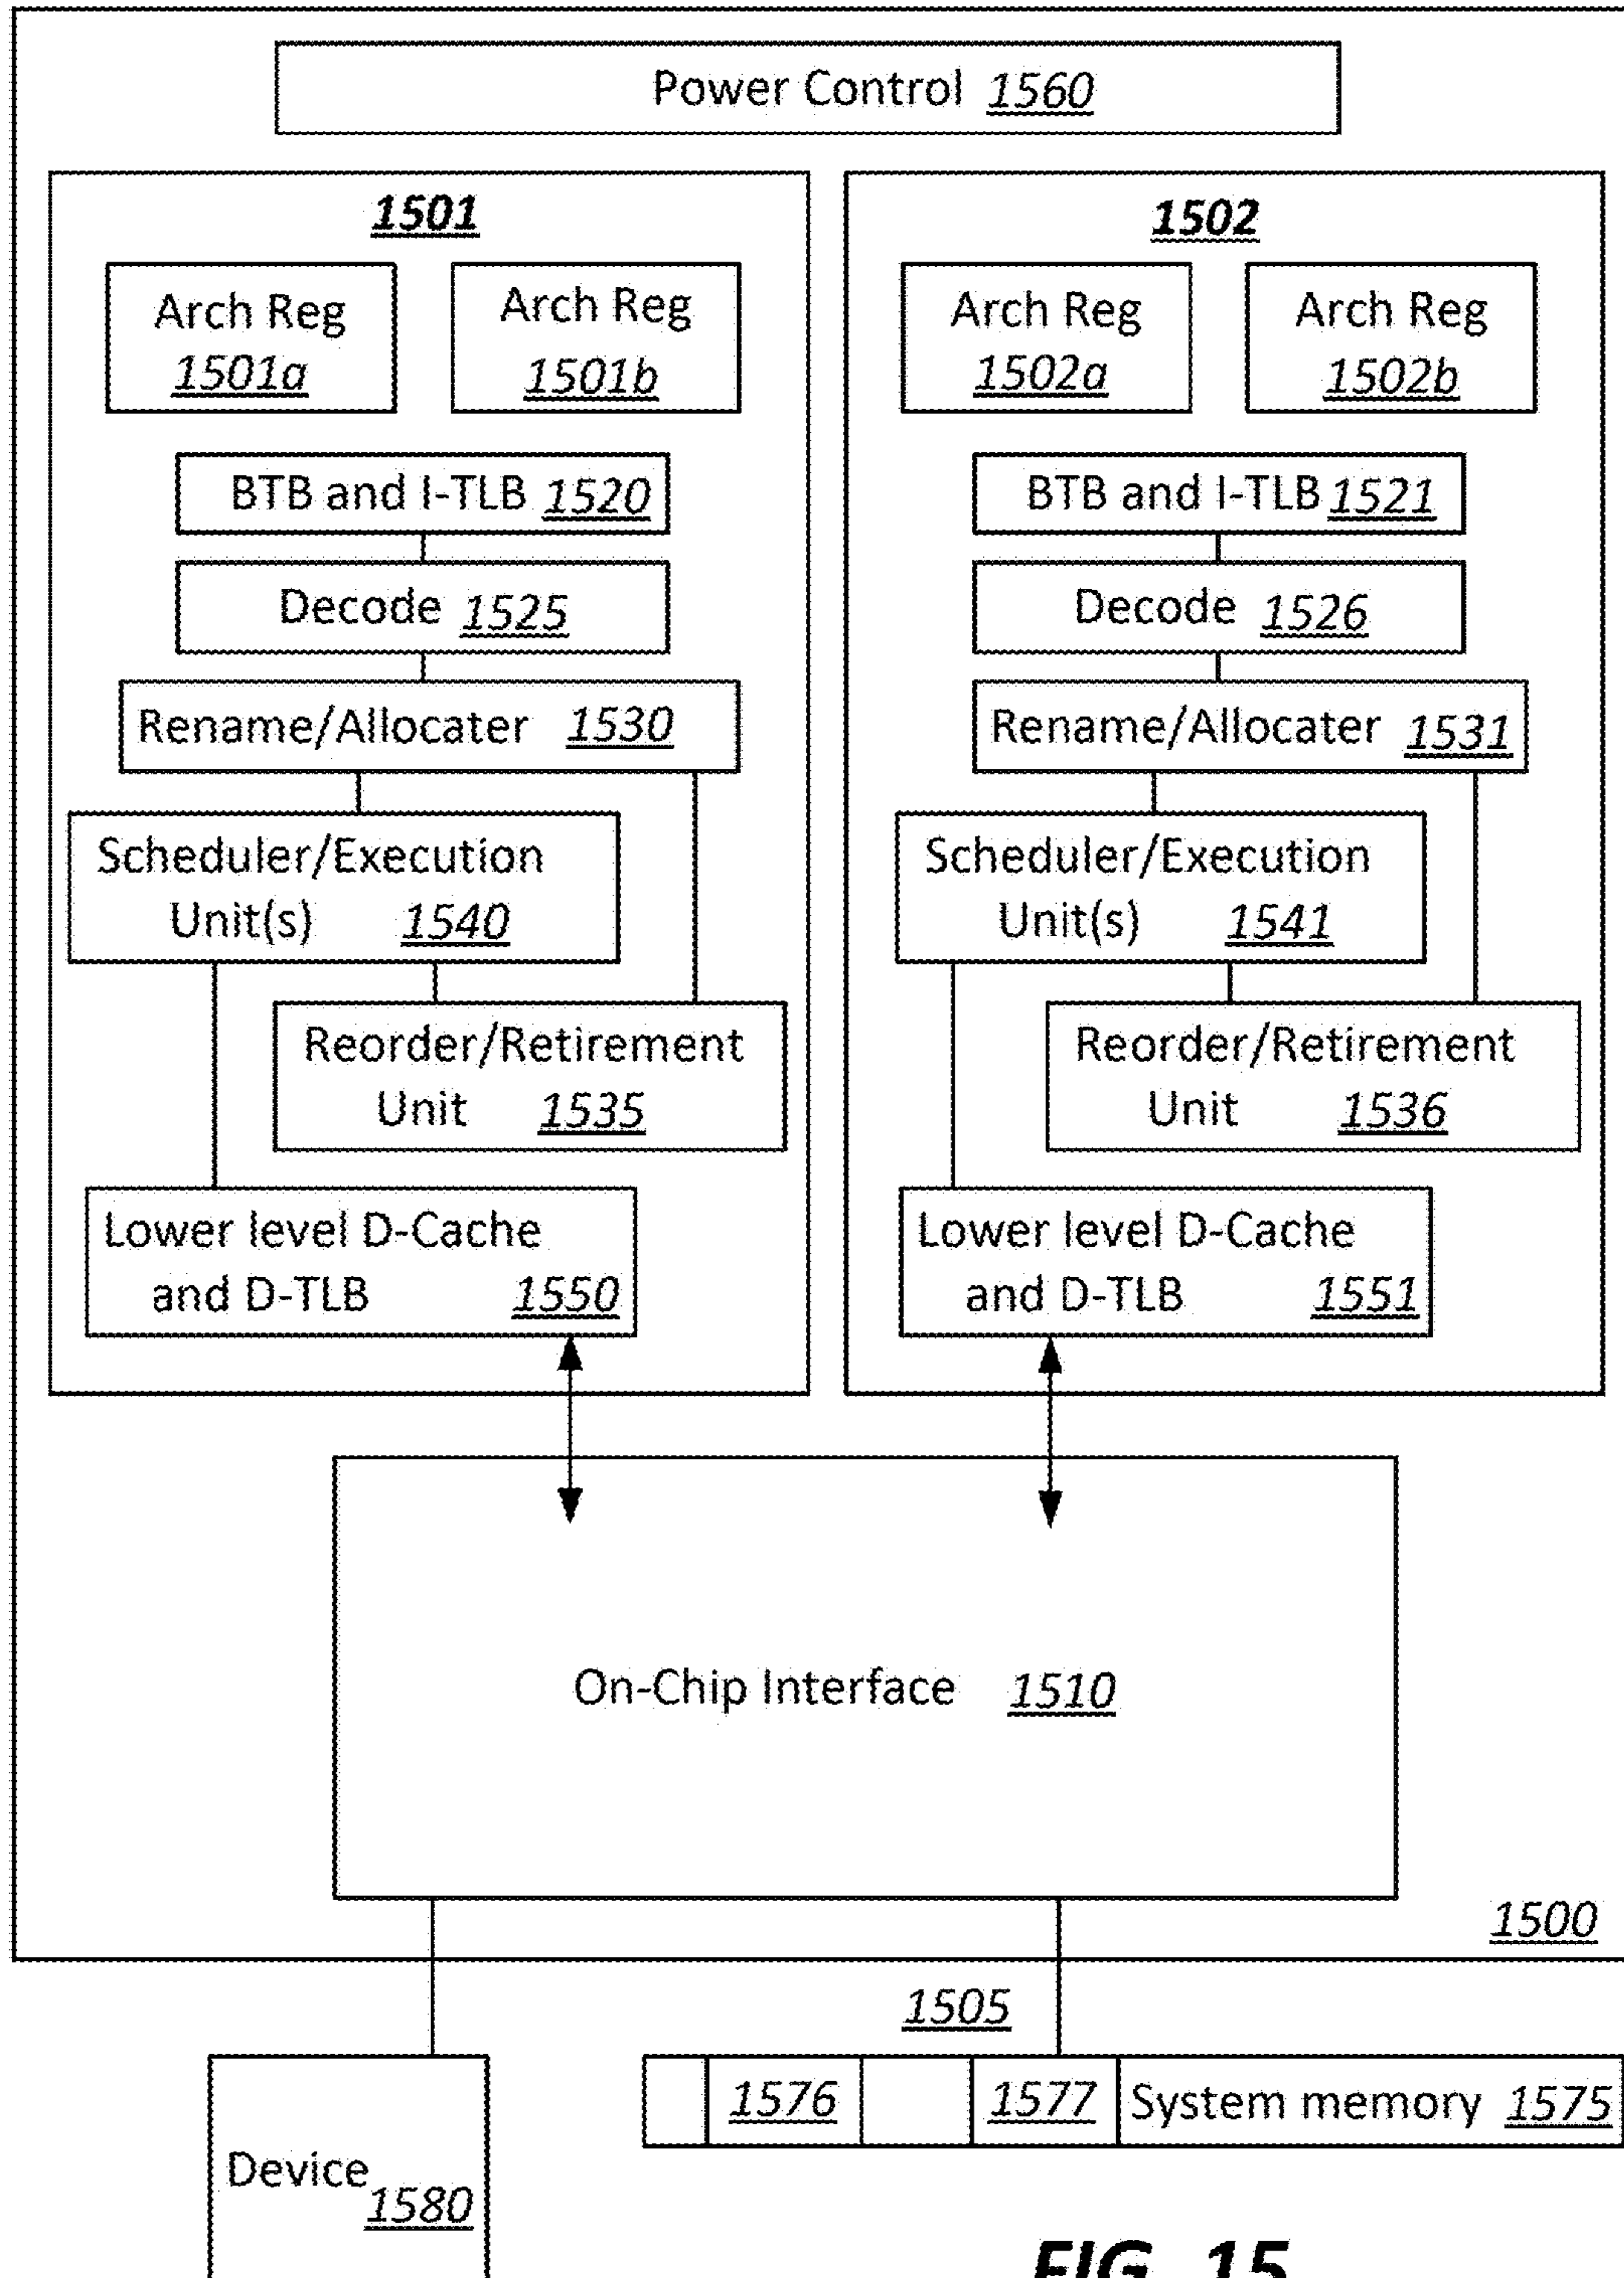 Power Control 1560
1501
Arch Reg
1501a
Arch Reg
1501b
BTB and I-TLB 1520
Decode 1525
Rename/Allocater 1530
Scheduler/Execution
Unit(s) 1540
Reorder/Retirement
Unit 1535
Lower level D-Cache
and D-TLB 1550
1502
Arch Reg
1502a
Arch Reg
1502b
BTB and I-TLB 1521
Decode 1526
Rename/Allocater 1531
Scheduler/Execution
Unit(s) 1541
Reorder/Retirement
Unit 1536
Lower level D-Cache
and D-TLB 1551
On-Chip Interface 1510
1500
1505
1576
1577
System memory 1575
Device
1580
FIG. 15